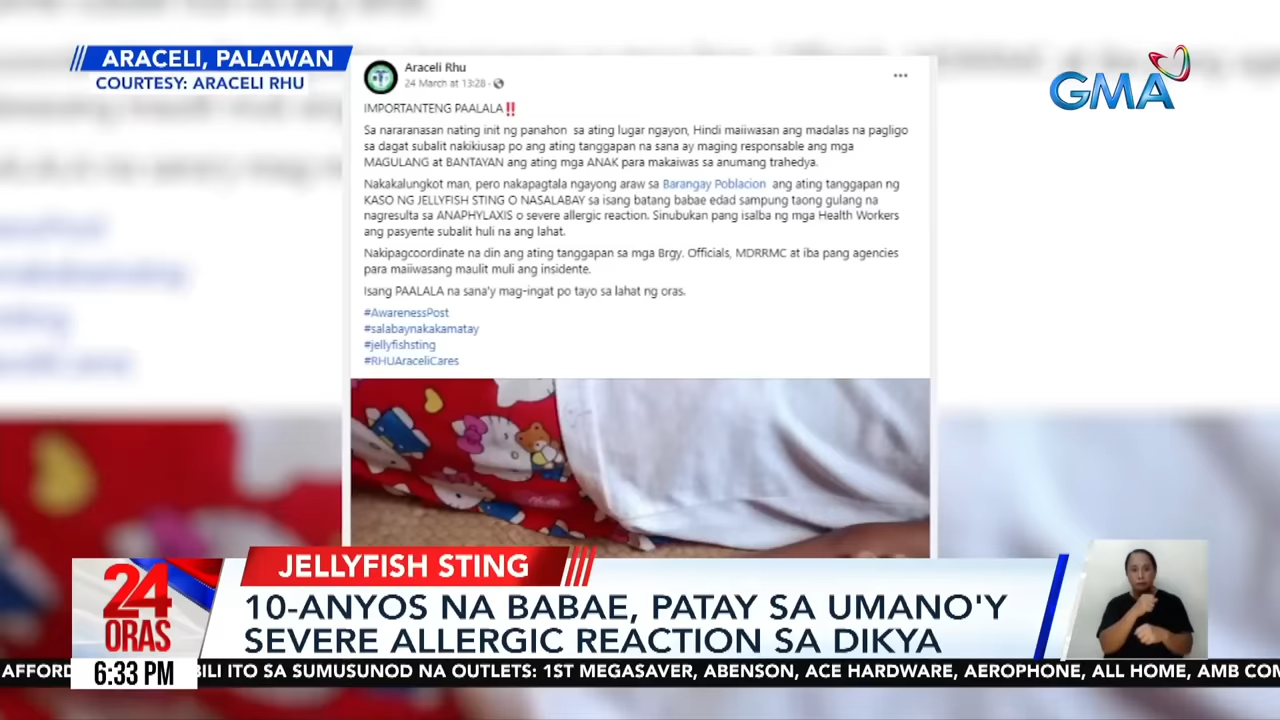 ARACELI, PALAWAN
COURTESY: ARACELI RHU
GMA
Araceli Rhu
24 March at 13:28 ·
IMPORTANTENG PAALALA‼
Sa nararanasan nating init ng panahon sa ating lugar ngayon, Hindi maiiwasan ang madalas na pagligo
sa dagat subalit nakikiusap po ang ating tanggapan na sana ay maging responsable ang mga
MAGULANG at BANTAYAN ang ating mga ANAK para makaiwas sa anumang trahedya.
Nakakalungkot man, pero nakapagtala ngayong araw sa Barangay Poblacion ang ating tanggapan ng
KASO NG JELLYFISH STING O NASALABAY sa isang batang babae edad sampung taong gulang na
nagresulta sa ANAPHYLAXIS o severe allergic reaction. Sinubukan pang isalba ng mga Health Workers
ang pasyente subalit huli na ang lahat.
Nakipagcoordinate na din ang ating tanggapan sa mga Brgy. Officials, MDRRMC at iba pang agencies
para maiiwasang maulit muli ang insidente.
Isang PAALALA na sana'y mag-ingat po tayo sa lahat ng oras.
#AwarenessPost
#salabaynakakamatay
#jellyfishsting
#RHUAraceliCares
JELLYFISH STING
24
ORAS
10-ANYOS NA BABAE, PATAY SA UMANO'Y
SEVERE ALLERGIC REACTION SA DIKYA
6:33 PM
AFFORD BILI ITO SA SUMUSUNOD NA OUTLETS: 1ST MEGASAVER, ABENSON, ACE HARDWARE, AEROPHONE, ALL HOME, AMB COM